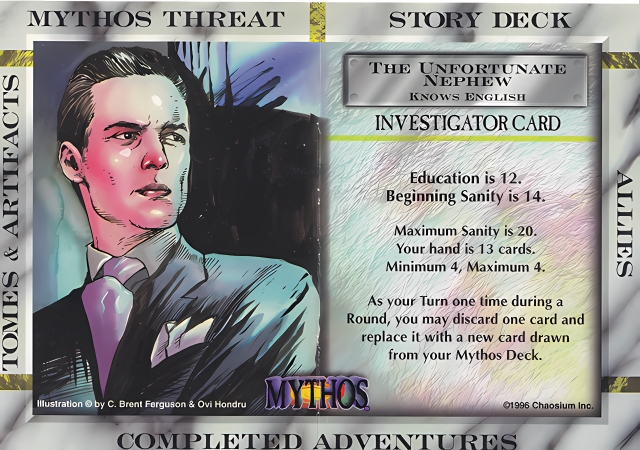 MYTHOS THREAT
STORY DECK
TOMES & ARTIFACTS
THE UNFORTUNATE
NEPHEW
KNOWS ENGLISH
INVESTIGATOR CARD
Education is 12.
Beginning Sanity is 14.
Maximum Sanity is 20.
Your hand is 13 cards.
Minimum 4, Maximum 4.
As your Turn one time during a
Round, you may discard one card and
replace it with a new card drawn
from your Mythos Deck.
ALLIES
Illustration © by C. Brent Ferguson & Ovi Hondru
MYTHOS
©1996 Chaosium Inc.
COMPLETED ADVENTURES